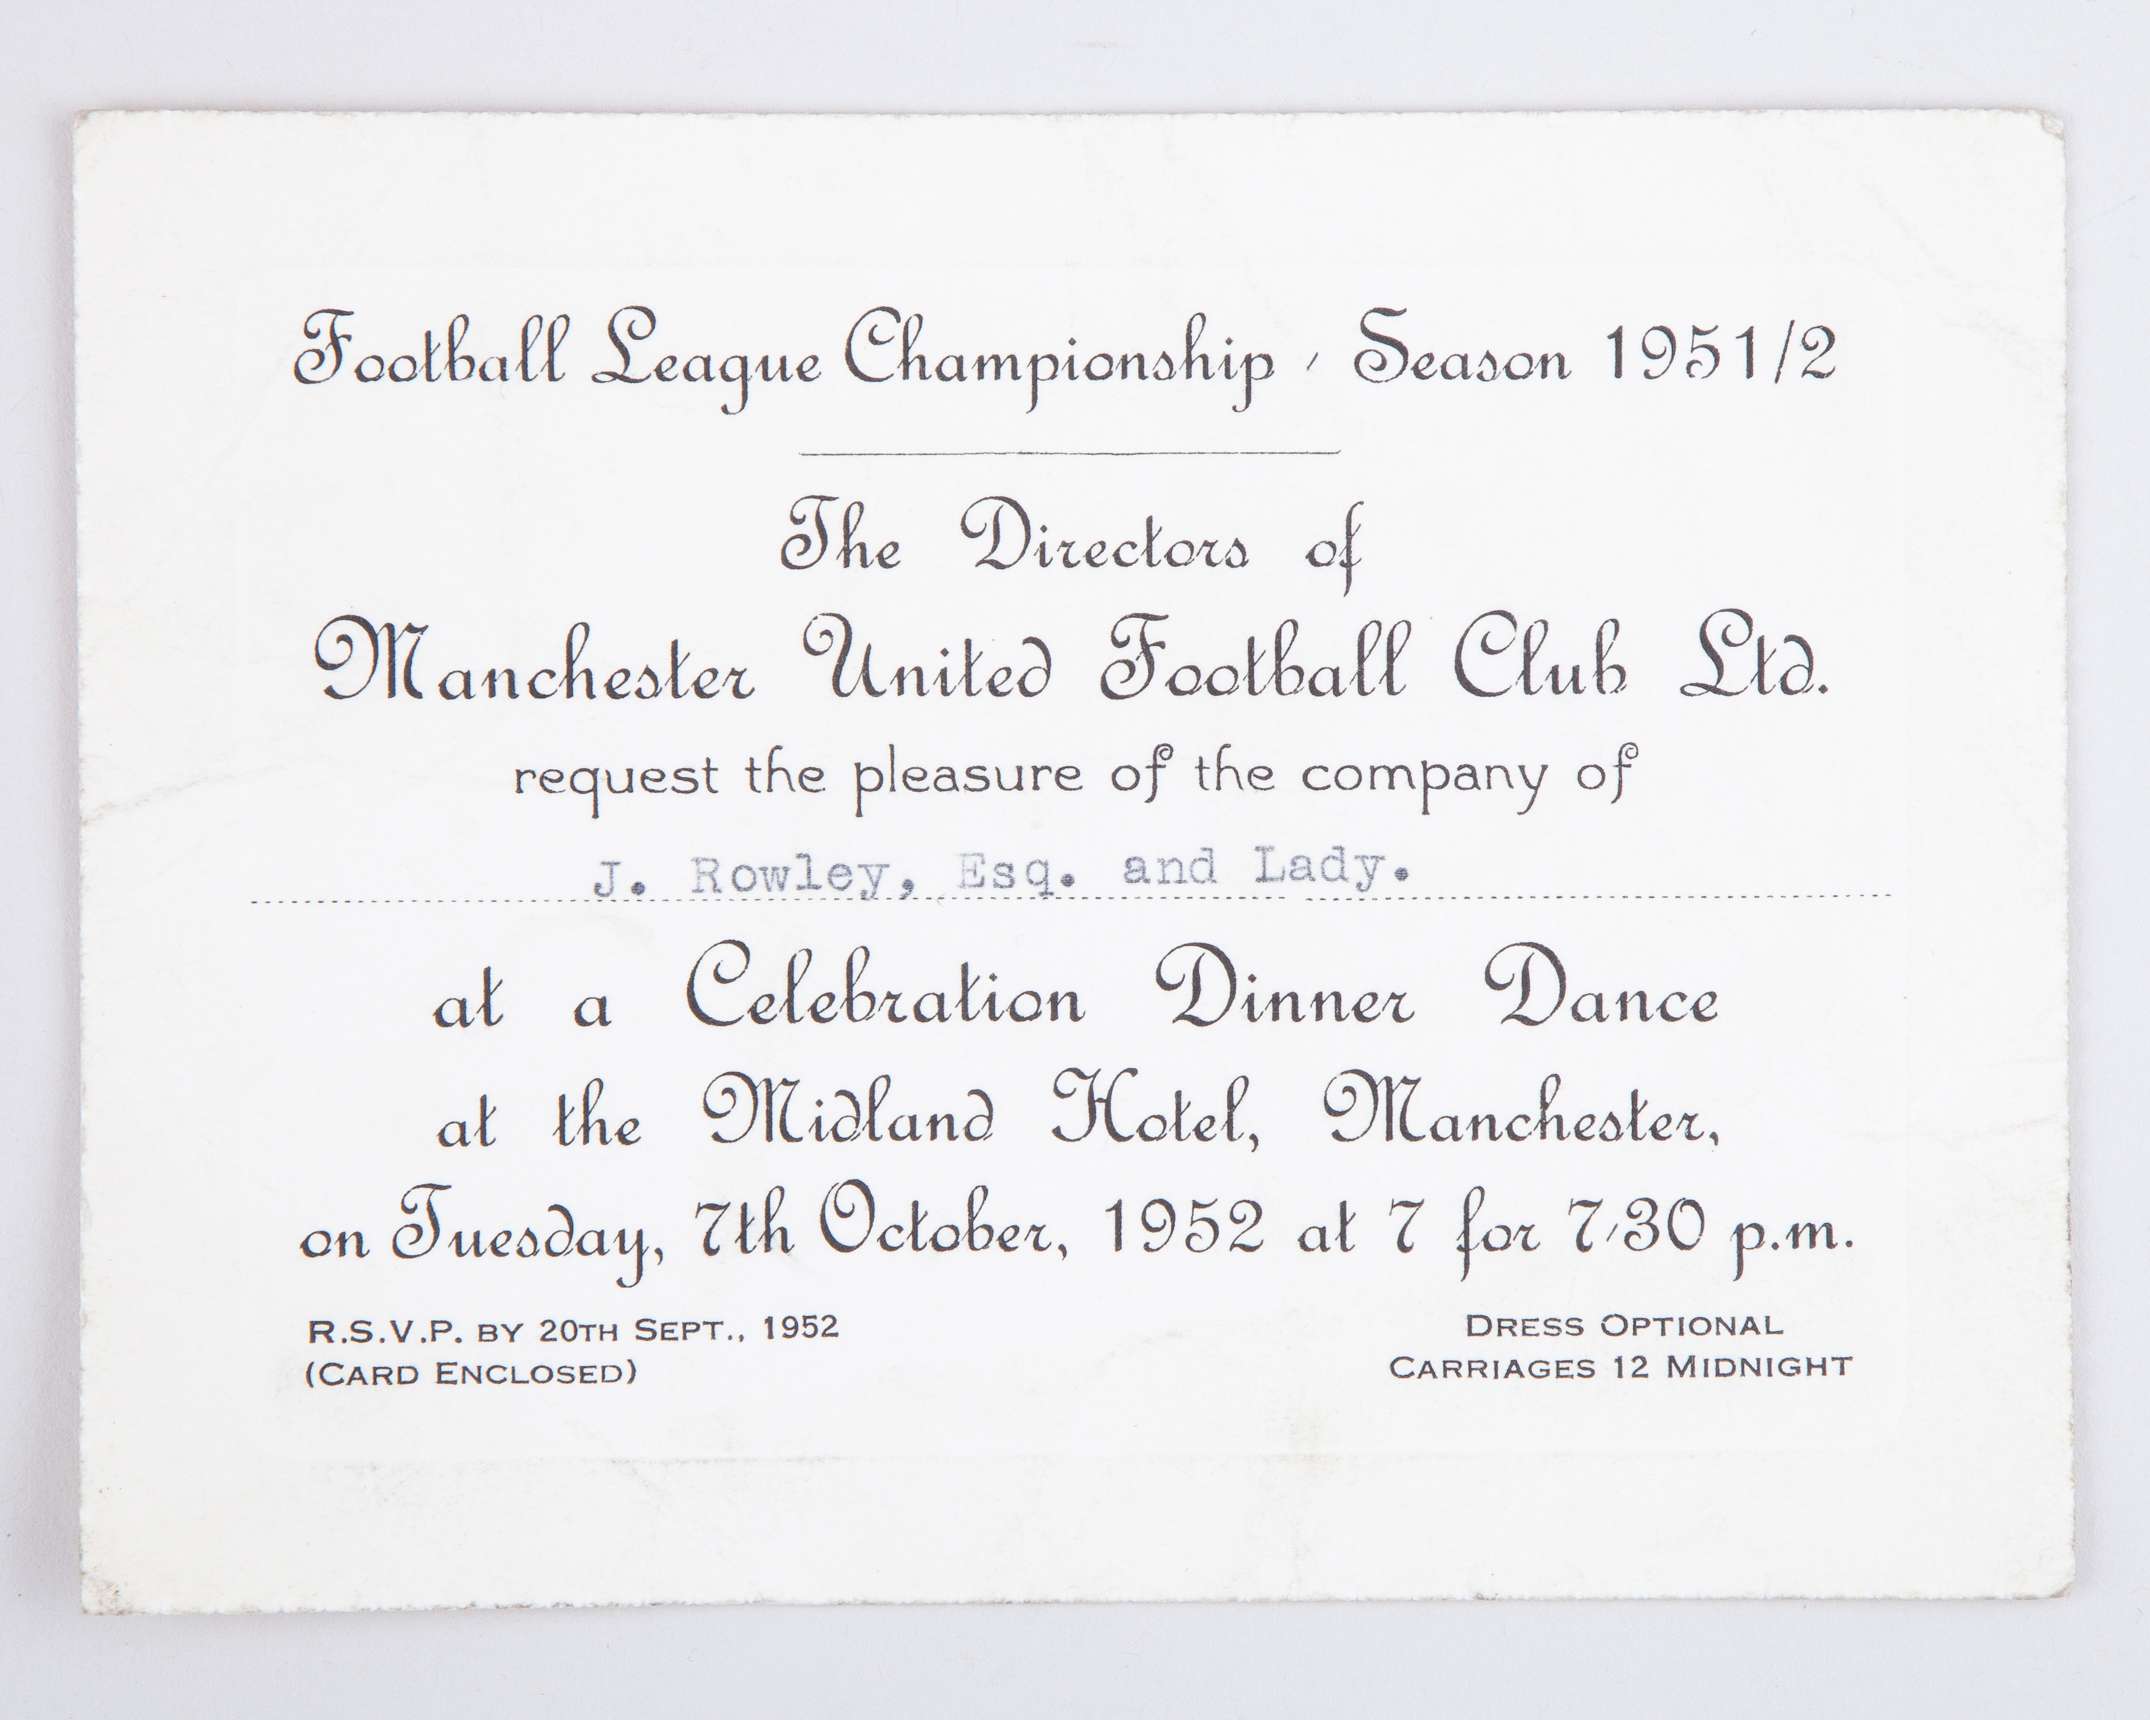 Football League Championship - Season 1951/2
The Directors of
Manchester United Football Club Ltd.
request the pleasure of the company of
J. Rowley, Esq. and Lady.
at a Celebration Dinner Dance
at the Midland Hotel, Manchester,
on Tuesday, 7th October, 1952 at 7 for 7-30 p.m.
R.S.V.P. BY 20TH SEPT., 1952
(CARD ENCLOSED)
DRESS OPTIONAL
CARRIAGES 12 MIDNIGHT